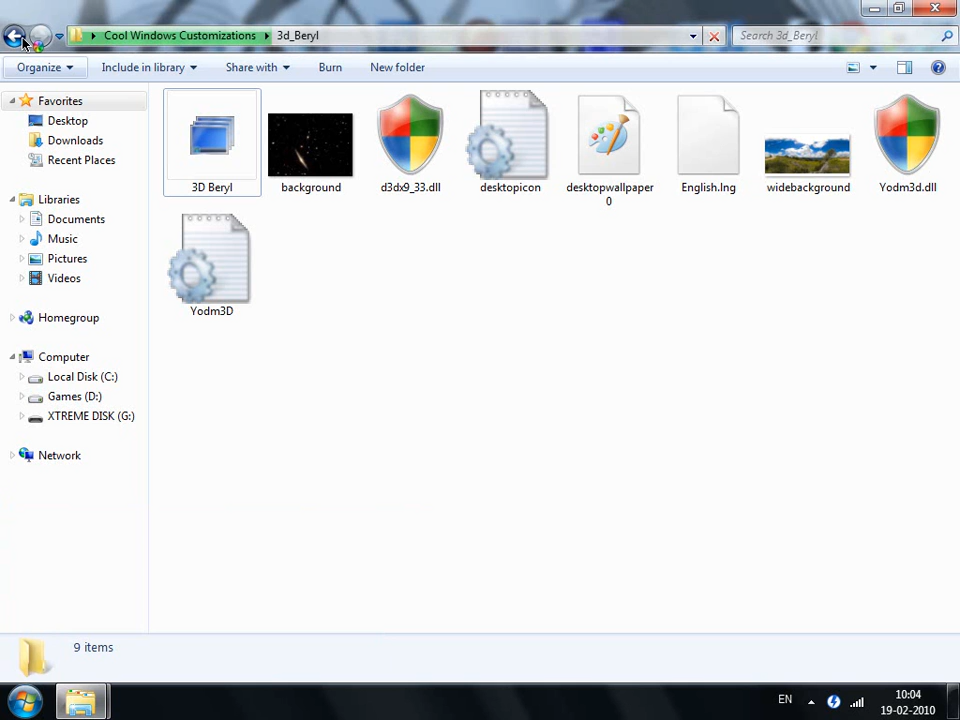 Cool Windows Customizations 3d_Beryl Search 3d_Beryl
Organize Include in library Share with Burn New folder
Favorites
Desktop
Downloads
Recent Places
Libraries
Documents
Music
Pictures
Videos
Homegroup
Computer
Local Disk (C:)
Games (D:)
XTREME DISK (G:)
Network
3D Beryl background d3dx9_33.dll desktopicon desktopwallpaper English.lng widebackground Yodm3d.dll
0
Yodm3D
9 items
EN
10:04
19-02-2010